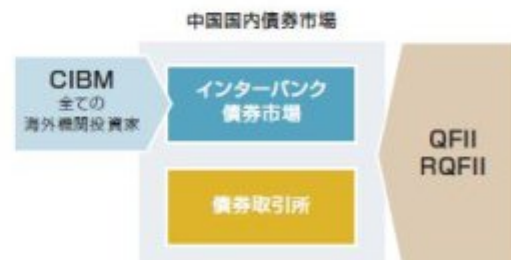 中国国内債券市場
CIBM
全ての
海外機関投資家
インターバンク
債券市場
債券取引所
QFII
RQFII